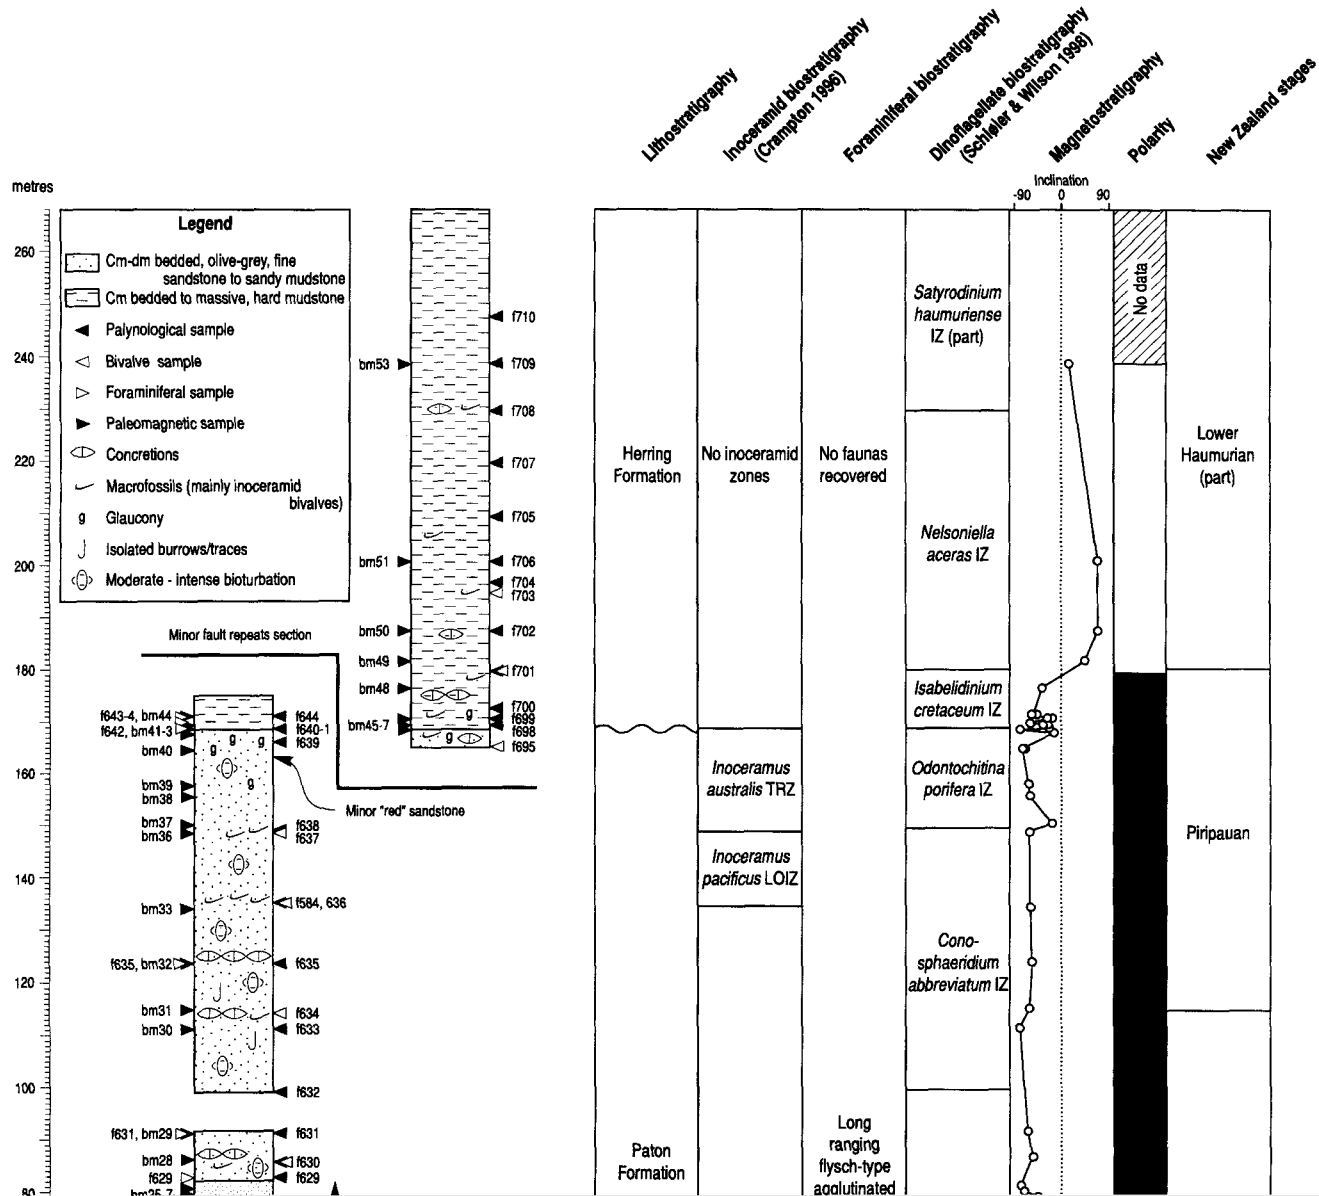 Lithostratigraphy
Inoceramid biostratigraphy
(Crampton 1996)
Foraminiferal biostratigraphy
Dinoflagellate biostratigraphy
(Schiøler & Wilson 1998)
Magnetostratigraphy
Polarity
New Zealand stages
metres
Inclination
-90 0 90
260
240
220
200
180
160
140
120
100
80
Legend
Cm-dm bedded, olive-grey, fine
sandstone to sandy mudstone
Cm bedded to massive, hard mudstone
Palynological sample
Bivalve sample
Foraminiferal sample
Paleomagnetic sample
Concretions
Macrofossils (mainly inoceramid
bivalves)
g Glaucony
Isolated burrows/traces
Moderate - intense bioturbation
Minor fault repeats section
f710
bm53
f709
f708
f707
f705
bm51
f706
f704
f703
bm50
f702
bm49
f701
bm48
f700
f699
bm45-7
f698
f695
g
g
f643-4, bm44
f644
f642, bm41-3
f640-1
f639
bm40
g g g
g
bm39
bm38
Minor "red" sandstone
bm37
f638
bm36
f637
bm33
f584, 636
f635, bm32
f635
bm31
f634
bm30
f633
f632
f631, bm29
f631
bm28
f630
f629
f629
bm25-7
Herring
Formation
Paton
Formation
No inoceramid
zones
Inoceramus
australis TRZ
Inoceramus
pacificus LOIZ
No faunas
recovered
Long
ranging
flysch-type
agglutinated
Satyrodinium
haumuriense
IZ (part)
Nelsoniella
aceras IZ
Isabelidinium
cretaceum IZ
Odontochitina
porifera IZ
Cono-
sphaeridium
abbreviatum IZ
No data
Lower
Haumurian
(part)
Piripauan